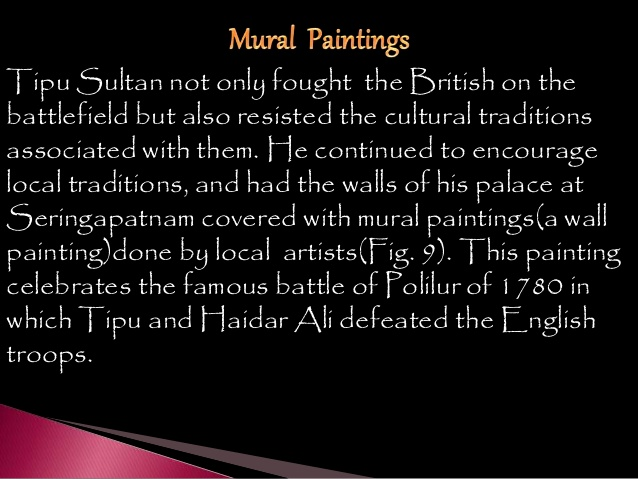 Mural Paintings
Tipu Sultan not only fought the British on the
battlefield but also resisted the cultural traditions
associated with them. He continued to encourage
local traditions, and had the walls of his palace at
Seringapatnam covered with mural paintings(a wall
painting)done by local artists(Fig. 9). This painting
celebrates the famous battle of Polilur of 1780 in
which Tipu and Haidar Ali defeated the English
troops.